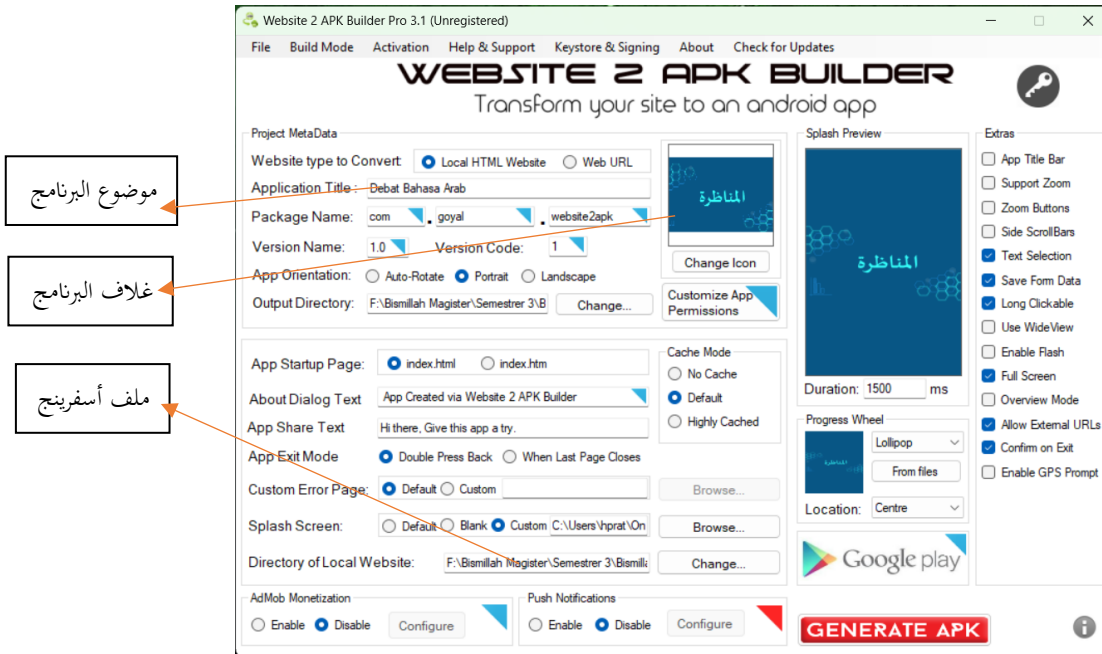 Website 2 APK Builder Pro 3.1 (Unregistered)
File Build Mode Activation Help & Support Keystore & Signing About Check for Updates
WEBSITE 2 APK BUILDER
Transform your site to an android app
موضوع البرنامج
غلاف البرنامج
ملف أسفرينج
Project MetaData
Website type to Convert Local HTML Website Web URL
Application Title : Debat Bahasa Arab
Package Name: com . goyal . website2apk
Version Name: 1.0 Version Code: 1
App Orientation: Auto-Rotate Portrait Landscape
Output Directory: F:\Bismillah Magister\Semestrer 3\B Change...
المناظرة
Change Icon
Customize App
Permissions
App Startup Page: index.html index.htm
About Dialog Text App Created via Website 2 APK Builder
App Share Text Hi there, Give this app a try.
App Exit Mode Double Press Back When Last Page Closes
Custom Error Page: Default Custom Browse...
Splash Screen: Default Blank Custom C:\Users\hprat\On Browse...
Directory of Local Website: F:\Bismillah Magister\Semestrer 3\Bismilla Change...
Cache Mode
No Cache
Default
Highly Cached
AdMob Monetization
Enable Disable Configure
Push Notifications
Enable Disable Configure
Splash Preview
المناظرة
Duration: 1500 ms
Progress Wheel
المناظرة
Lollipop
From files
Location: Centre
Google play
GENERATE APK
Extras
App Title Bar
Support Zoom
Zoom Buttons
Side ScrollBars
Text Selection
Save Form Data
Long Clickable
Use WideView
Enable Flash
Full Screen
Overview Mode
Allow External URLs
Confirm on Exit
Enable GPS Prompt